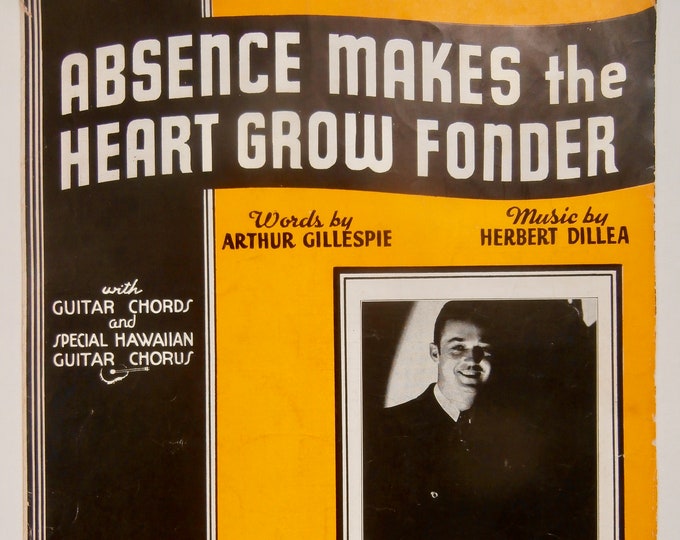 ABSENCE MAKES the
HEART GROW FONDER
Words by
ARTHUR GILLESPIE
Music by
HERBERT DILLEA
with
GUITAR CHORDS
and
SPECIAL HAWAIIAN
GUITAR CHORUS